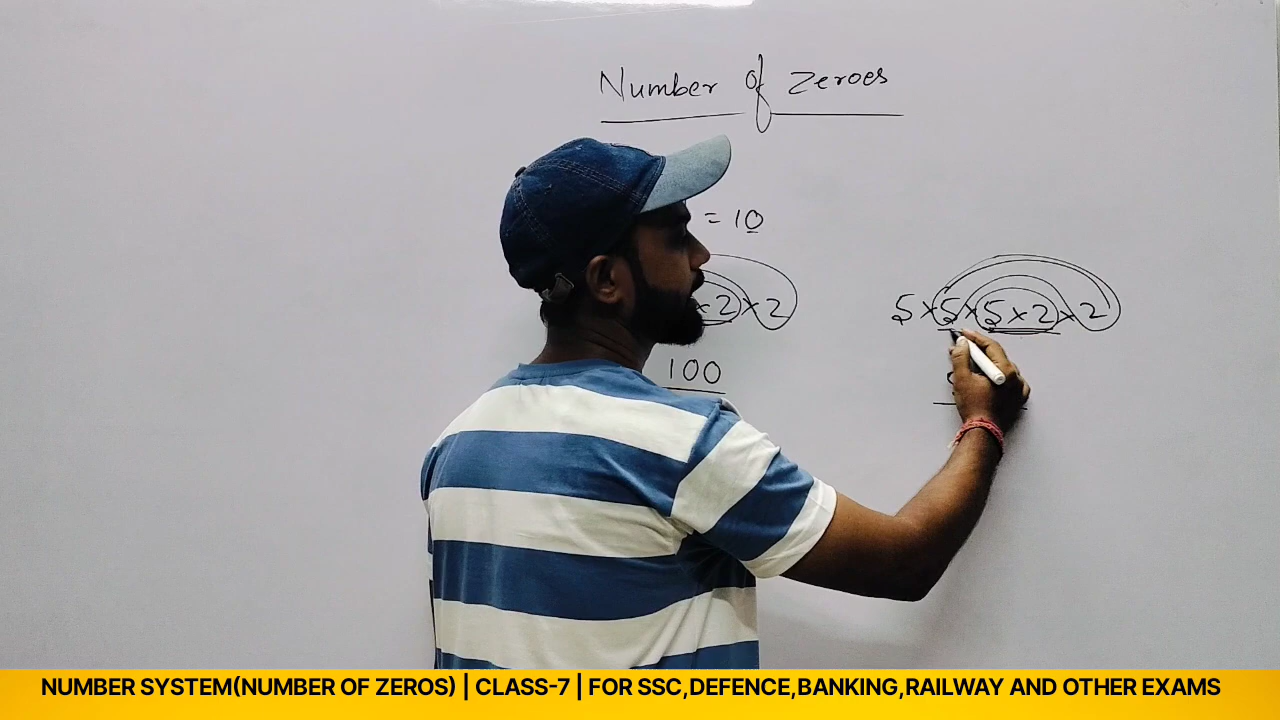 Number of Zeroes
= 10
×2)×2
5×5×5×2×2
100
NUMBER SYSTEM(NUMBER OF ZEROS) | CLASS-7 | FOR SSC,DEFENCE,BANKING,RAILWAY AND OTHER EXAMS